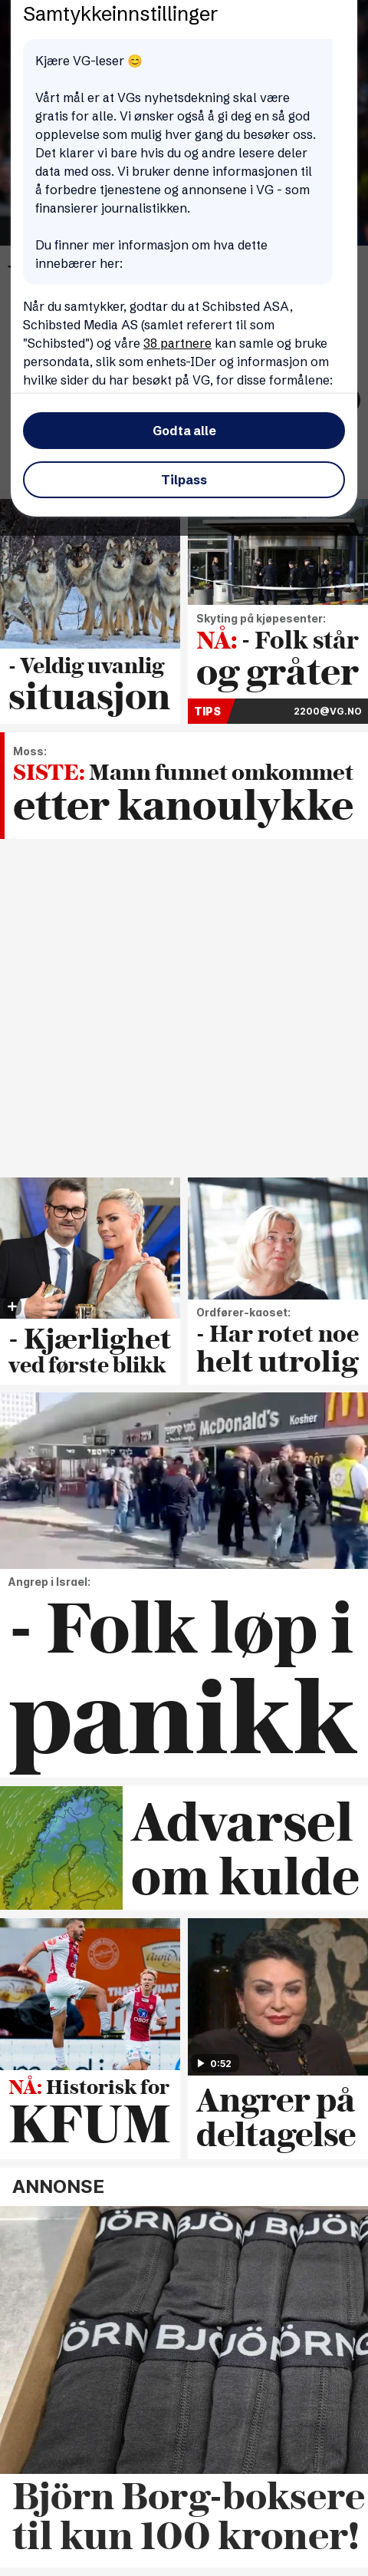 Samtykkeinnstillinger
Kjære VG-leser 😊
Vårt mål er at VGs nyhetsdekning skal være
gratis for alle. Vi ønsker også å gi deg en så god
opplevelse som mulig hver gang du besøker oss.
Det klarer vi bare hvis du og andre lesere deler
data med oss. Vi bruker denne informasjonen til
å forbedre tjenestene og annonsene i VG - som
finansierer journalistikken.
Du finner mer informasjon om hva dette
innebærer her:
Når du samtykker, godtar du at Schibsted ASA,
Schibsted Media AS (samlet referert til som
"Schibsted") og våre 38 partnere kan samle og bruke
persondata, slik som enhets-IDer og informasjon om
hvilke sider du har besøkt på VG, for disse formålene:
Godta alle
Tilpass
- Veldig uvanlig
situasjon
Skyting på kjøpesenter:
NÅ: - Folk står
og gråter
TIPS 2200@VG.NO
Moss:
SISTE: Mann funnet omkommet
etter kanoulykke
- Kjærlighet
ved første blikk
Ordfører-kaoset:
- Har rotet noe
helt utrolig
McDonald's
Kosher
Angrep i Israel:
- Folk løp i
panikk
Advarsel
om kulde
NÅ: Historisk for
KFUM
0:52
Angrer på
deltagelse
ANNONSE
Björn Borg-boksere
til kun 100 kroner!